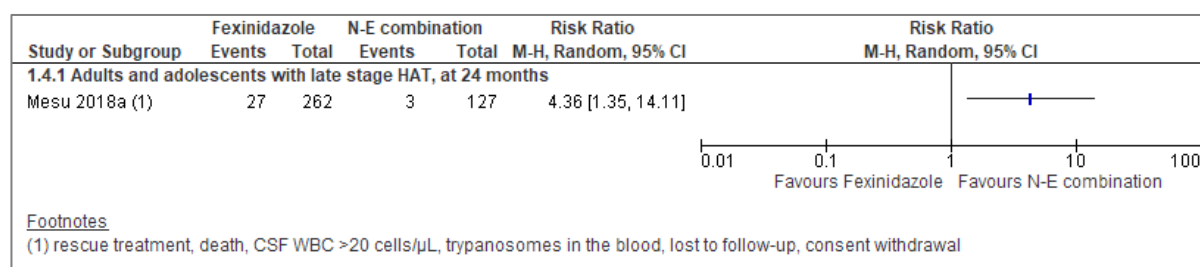 Fexinidazole N-E combination Risk Ratio Risk Ratio
Study or Subgroup Events Total Events Total M-H, Random, 95% CI M-H, Random, 95% CI
1.4.1 Adults and adolescents with late stage HAT, at 24 months
Mesu 2018a (1) 27 262 3 127 4.36 [1.35, 14.11]
0.01 0.1 1 10 100
Favours Fexinidazole Favours N-E combination
Footnotes
(1) rescue treatment, death, CSF WBC >20 cells/µL, trypanosomes in the blood, lost to follow-up, consent withdrawal